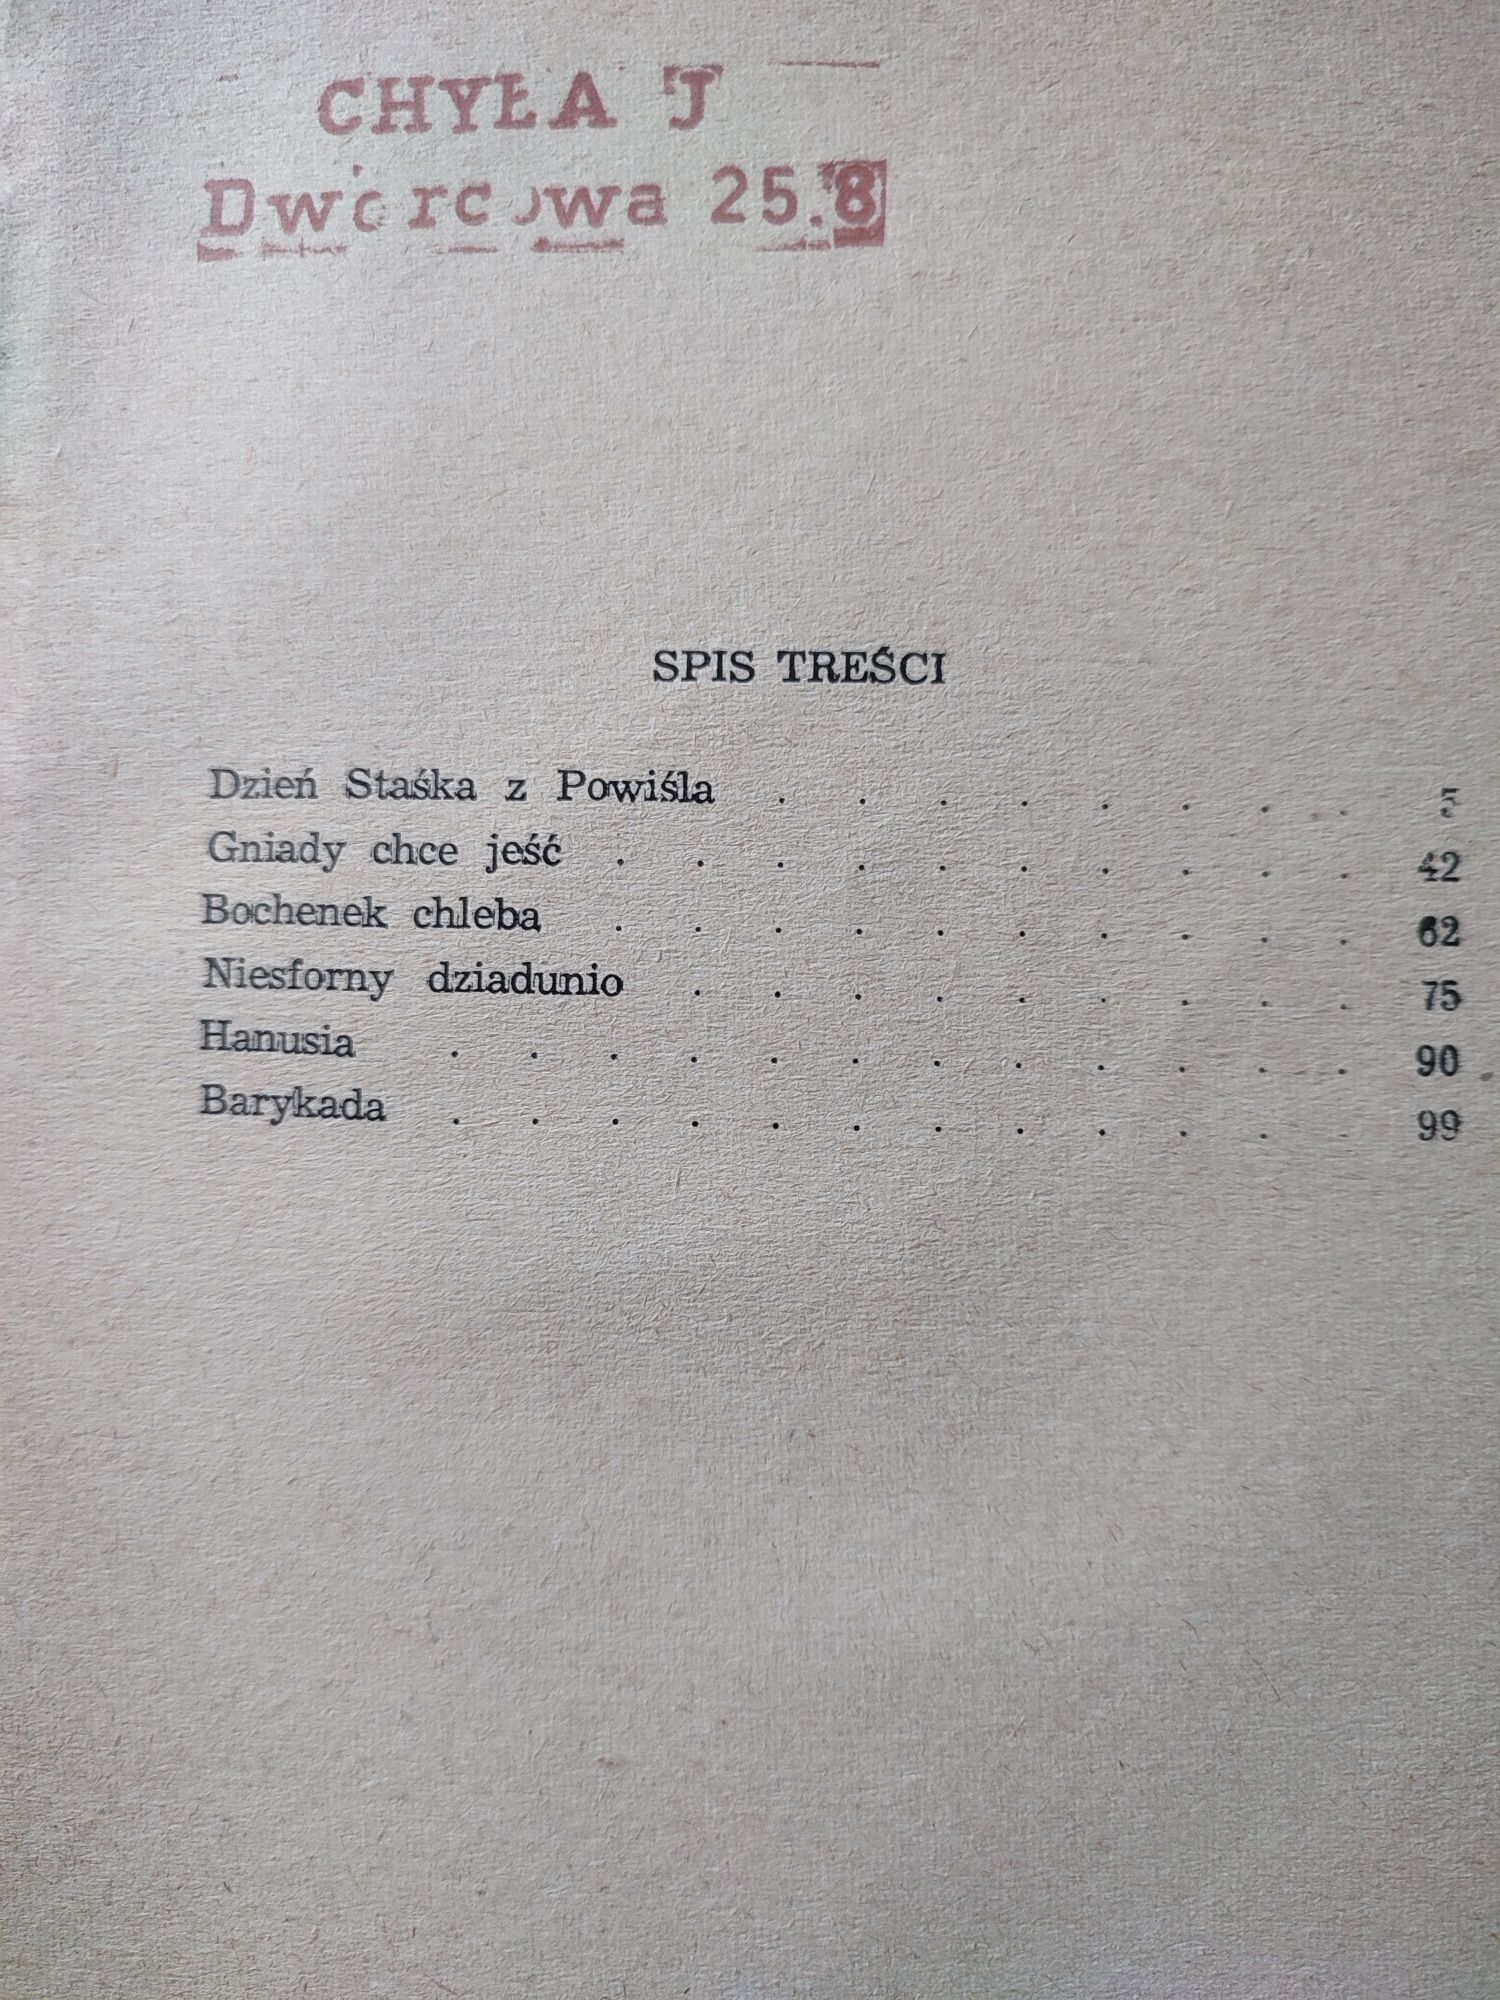 CHYŁA J
Dworcowa 25.8
SPIS TREŚCI
Dzień Staśka z Powiśla . . . . . . . . 5
Gniady chce jeść . . . . . . . . . . 42
Bochenek chleba . . . . . . . . . . 62
Niesforny dziadunio . . . . . . . . . 75
Hanusia . . . . . . . . . . . . 90
Barykada . . . . . . . . . . . . 99